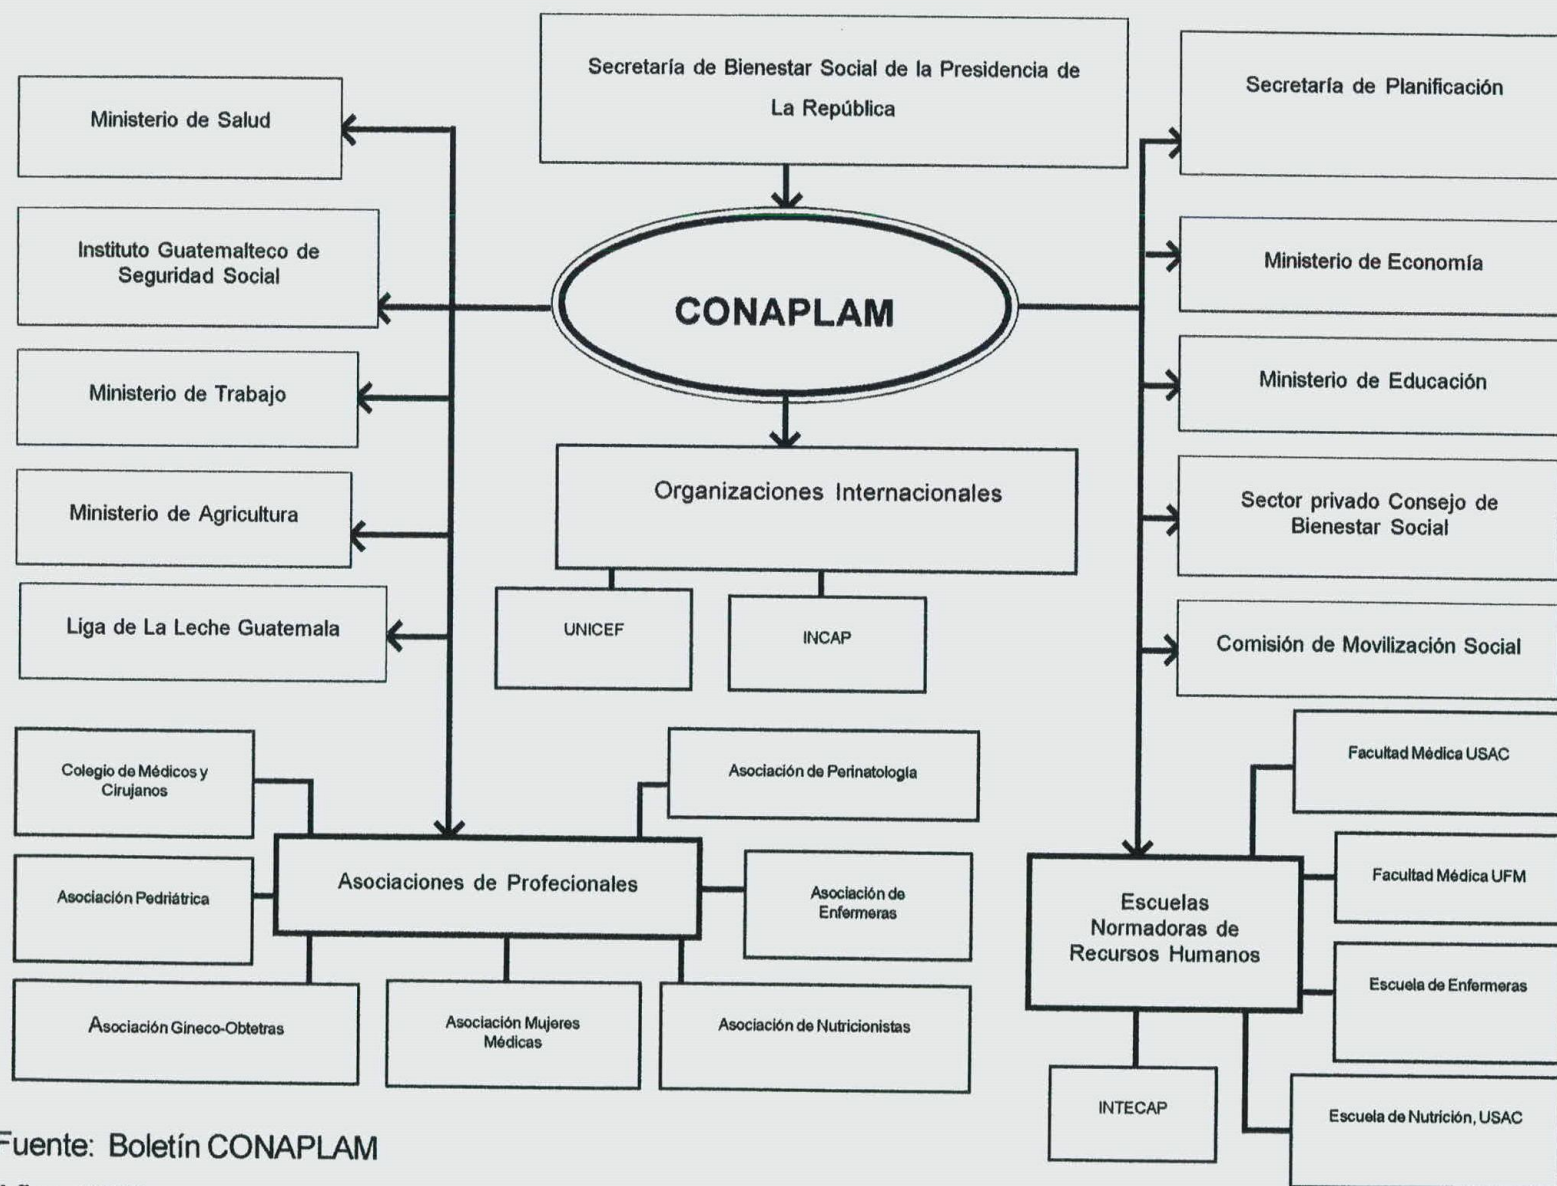 Secretaría de Bienestar Social de la Presidencia de
La República
Secretaría de Planificación
Ministerio de Salud
Instituto Guatemalteco de
Seguridad Social
Ministerio de Economía
CONAPLAM
Ministerio de Trabajo
Ministerio de Educación
Organizaciones Internacionales
Ministerio de Agricultura
Sector privado Consejo de
Bienestar Social
Liga de La Leche Guatemala
UNICEF
INCAP
Comisión de Movilización Social
Colegio de Médicos y
Cirujanos
Asociación de Perinatología
Facultad Médica USAC
Asociación Pedriátrica
Asociaciones de Profecionales
Asociación de
Enfermeras
Escuelas
Normadoras de
Recursos Humanos
Facultad Médica UFM
Escuela de Enfermeras
Asociación Gineco-Obtetras
Asociación Mujeres
Médicas
Asociación de Nutricionistas
INTECAP
Escuela de Nutrición, USAC
Fuente: Boletín CONAPLAM